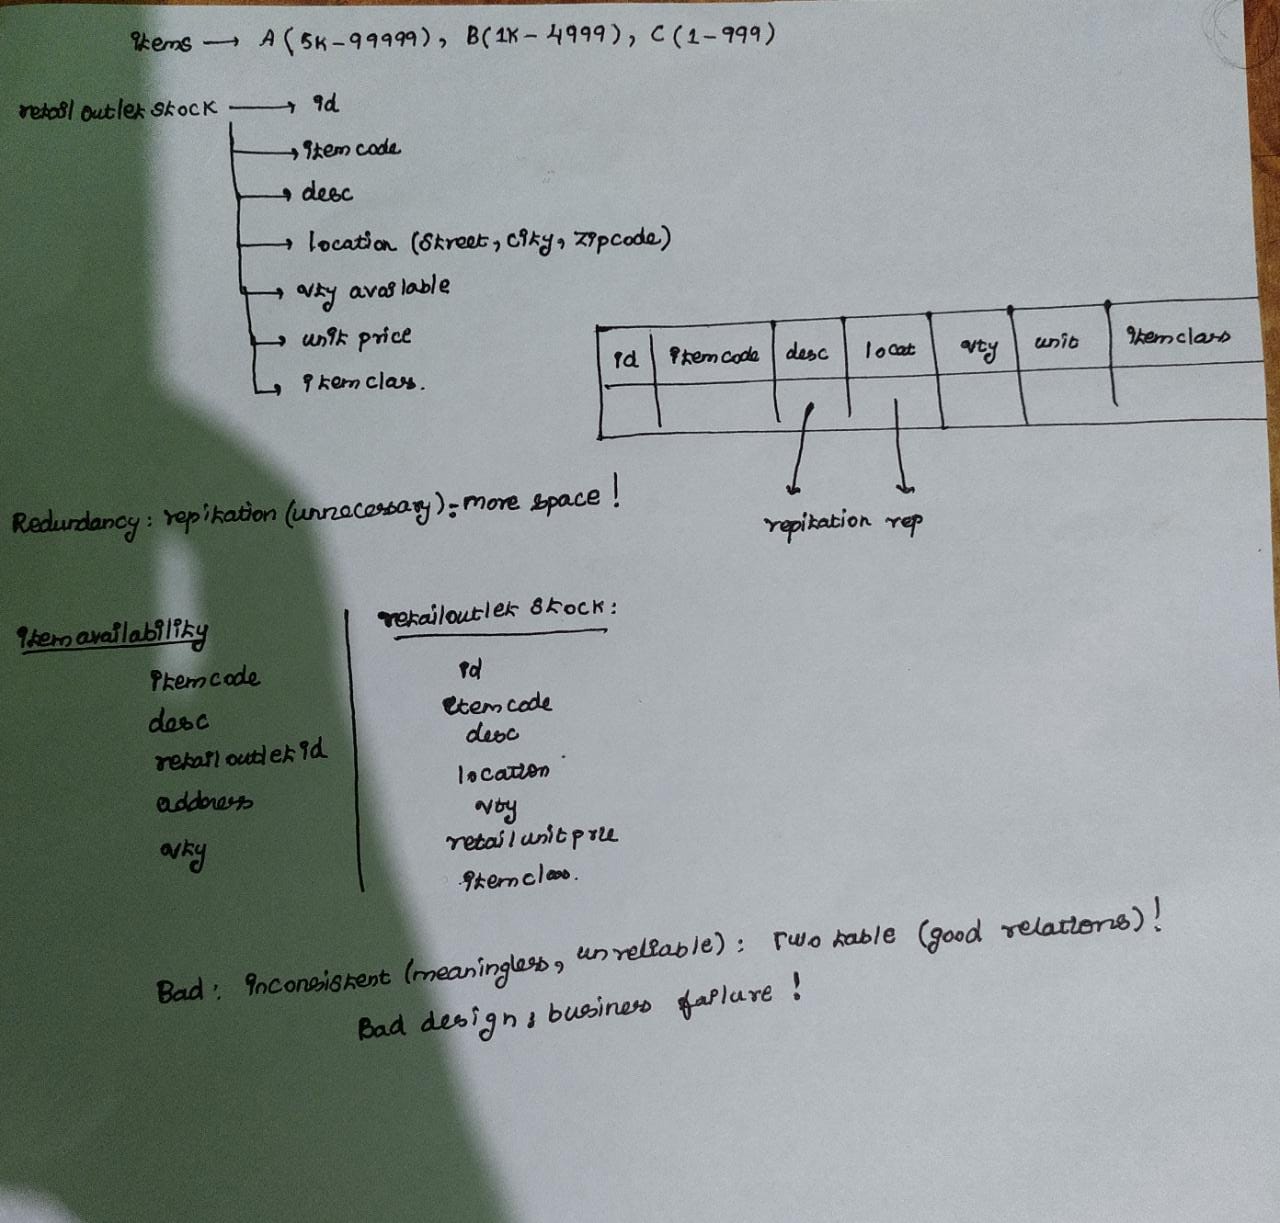 items → A(5K-99999), B(1K-4999), C(1-999)
retail outlet stock → id
→ item code
→ desc
→ location (Street, city, zipcode)
→ qty available
→ unit price
→ item class.
id | item code | desc | locat | qty | unit | item class
repitation rep
Redundancy: repitation (unnecessary): more space!
item availability
item code
desc
retail outlet id
address
qty
retail outlet stock:
id
item code
desc
location
qty
retail unit price
item class.
Bad: inconsistent (meaningless, unreliable): Two table (good relations)!
Bad design; business failure!